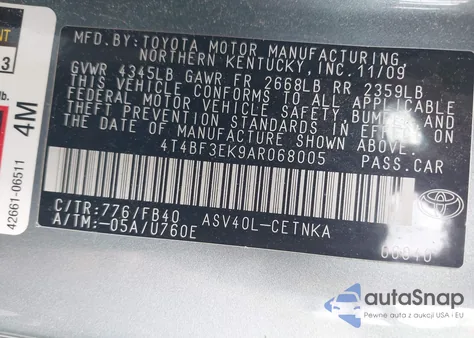 MFD.BY:TOYOTA MOTOR MANUFACTURING,
NORTHERN KENTUCKY, INC. 11/09
GVWR 4345LB GAWR FR 2668LB RR 2359LB
THIS VEHICLE CONFORMS TO ALL APPLICABLE
FEDERAL MOTOR VEHICLE SAFETY, BUMPER, AND
THEFT PREVENTION STANDARDS IN EFFECT ON
THE DATE OF MANUFACTURE SHOWN ABOVE.
4T4BF3EK9AR068005 PASS.CAR
C/TR:776/FB40 ASV40L-CETNKA
A/TM:-05A/U760E
TOYOTA
3
lb.
4M
42661-06511
autoSnap
Pewne auta z aukcji USA i EU